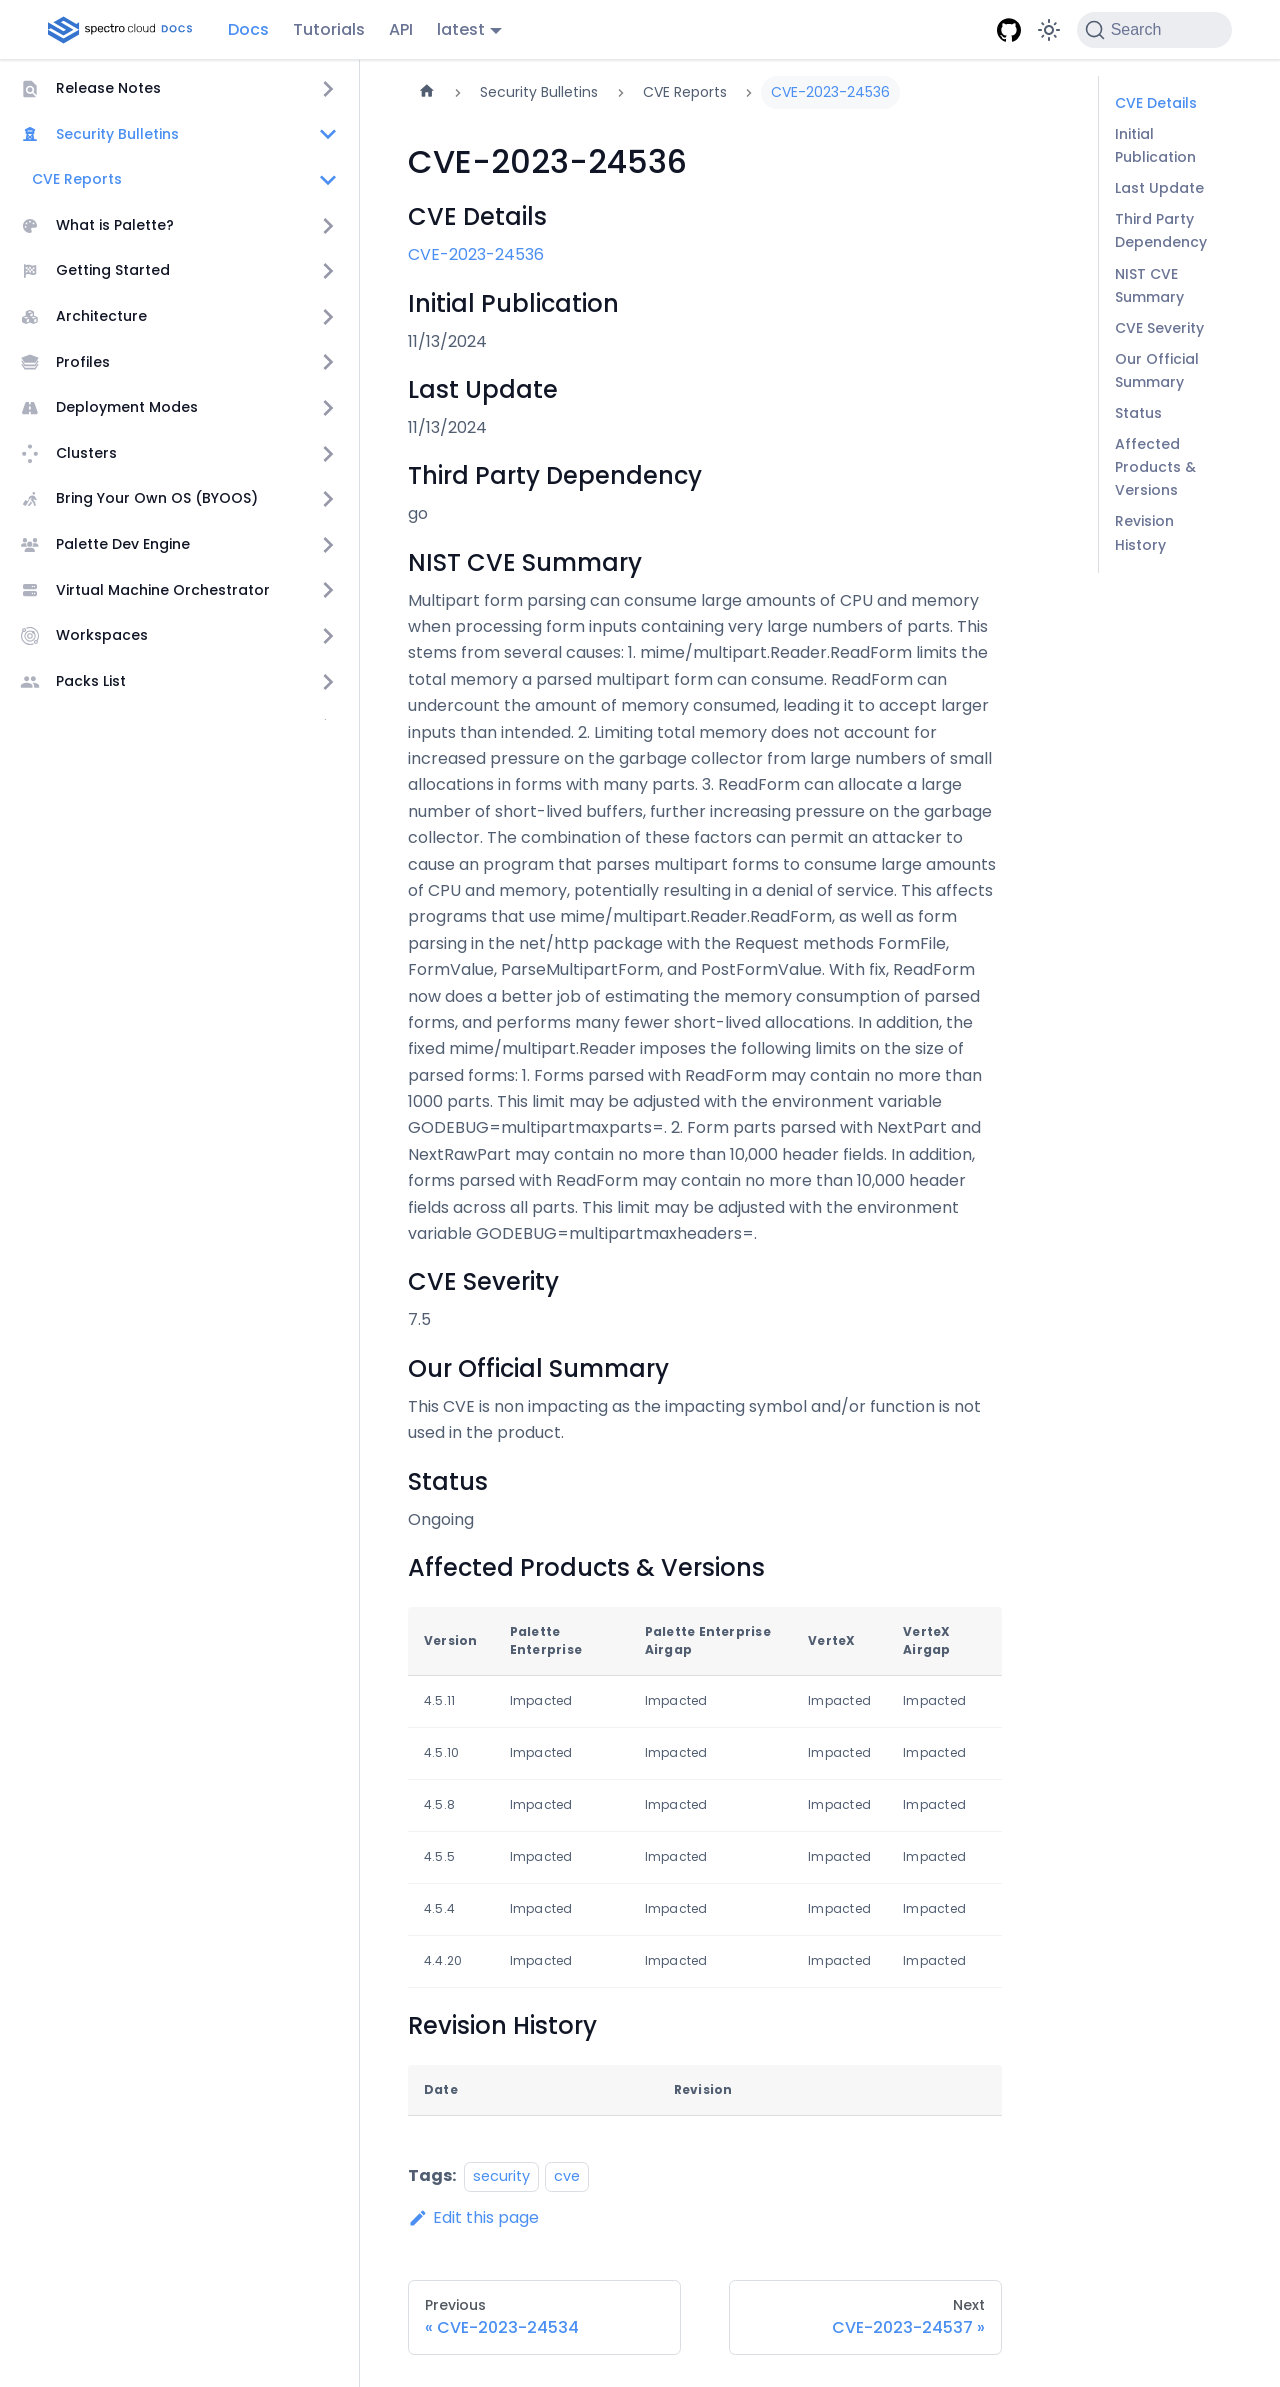 spectro cloud DOCS Docs Tutorials API latest Search
Release Notes
Security Bulletins
CVE Reports
What is Palette?
Getting Started
Architecture
Profiles
Deployment Modes
Clusters
Bring Your Own OS (BYOOS)
Palette Dev Engine
Virtual Machine Orchestrator
Workspaces
Packs List
Security Bulletins CVE Reports CVE-2023-24536
CVE-2023-24536
CVE Details
CVE-2023-24536
Initial Publication
11/13/2024
Last Update
11/13/2024
Third Party Dependency
go
NIST CVE Summary
Multipart form parsing can consume large amounts of CPU and memory
when processing form inputs containing very large numbers of parts. This
stems from several causes: 1. mime/multipart.Reader.ReadForm limits the
total memory a parsed multipart form can consume. ReadForm can
undercount the amount of memory consumed, leading it to accept larger
inputs than intended. 2. Limiting total memory does not account for
increased pressure on the garbage collector from large numbers of small
allocations in forms with many parts. 3. ReadForm can allocate a large
number of short-lived buffers, further increasing pressure on the garbage
collector. The combination of these factors can permit an attacker to
cause an program that parses multipart forms to consume large amounts
of CPU and memory, potentially resulting in a denial of service. This affects
programs that use mime/multipart.Reader.ReadForm, as well as form
parsing in the net/http package with the Request methods FormFile,
FormValue, ParseMultipartForm, and PostFormValue. With fix, ReadForm
now does a better job of estimating the memory consumption of parsed
forms, and performs many fewer short-lived allocations. In addition, the
fixed mime/multipart.Reader imposes the following limits on the size of
parsed forms: 1. Forms parsed with ReadForm may contain no more than
1000 parts. This limit may be adjusted with the environment variable
GODEBUG=multipartmaxparts=. 2. Form parts parsed with NextPart and
NextRawPart may contain no more than 10,000 header fields. In addition,
forms parsed with ReadForm may contain no more than 10,000 header
fields across all parts. This limit may be adjusted with the environment
variable GODEBUG=multipartmaxheaders=.
CVE Severity
7.5
Our Official Summary
This CVE is non impacting as the impacting symbol and/or function is not
used in the product.
Status
Ongoing
Affected Products & Versions
Version Palette Enterprise Palette Enterprise Airgap VerteX VerteX Airgap
4.5.11 Impacted Impacted Impacted Impacted
4.5.10 Impacted Impacted Impacted Impacted
4.5.8 Impacted Impacted Impacted Impacted
4.5.5 Impacted Impacted Impacted Impacted
4.5.4 Impacted Impacted Impacted Impacted
4.4.20 Impacted Impacted Impacted Impacted
Revision History
Date Revision
Tags: security cve
Edit this page
Previous
« CVE-2023-24534
Next
CVE-2023-24537 »
CVE Details
Initial
Publication
Last Update
Third Party
Dependency
NIST CVE
Summary
CVE Severity
Our Official
Summary
Status
Affected
Products &
Versions
Revision
History